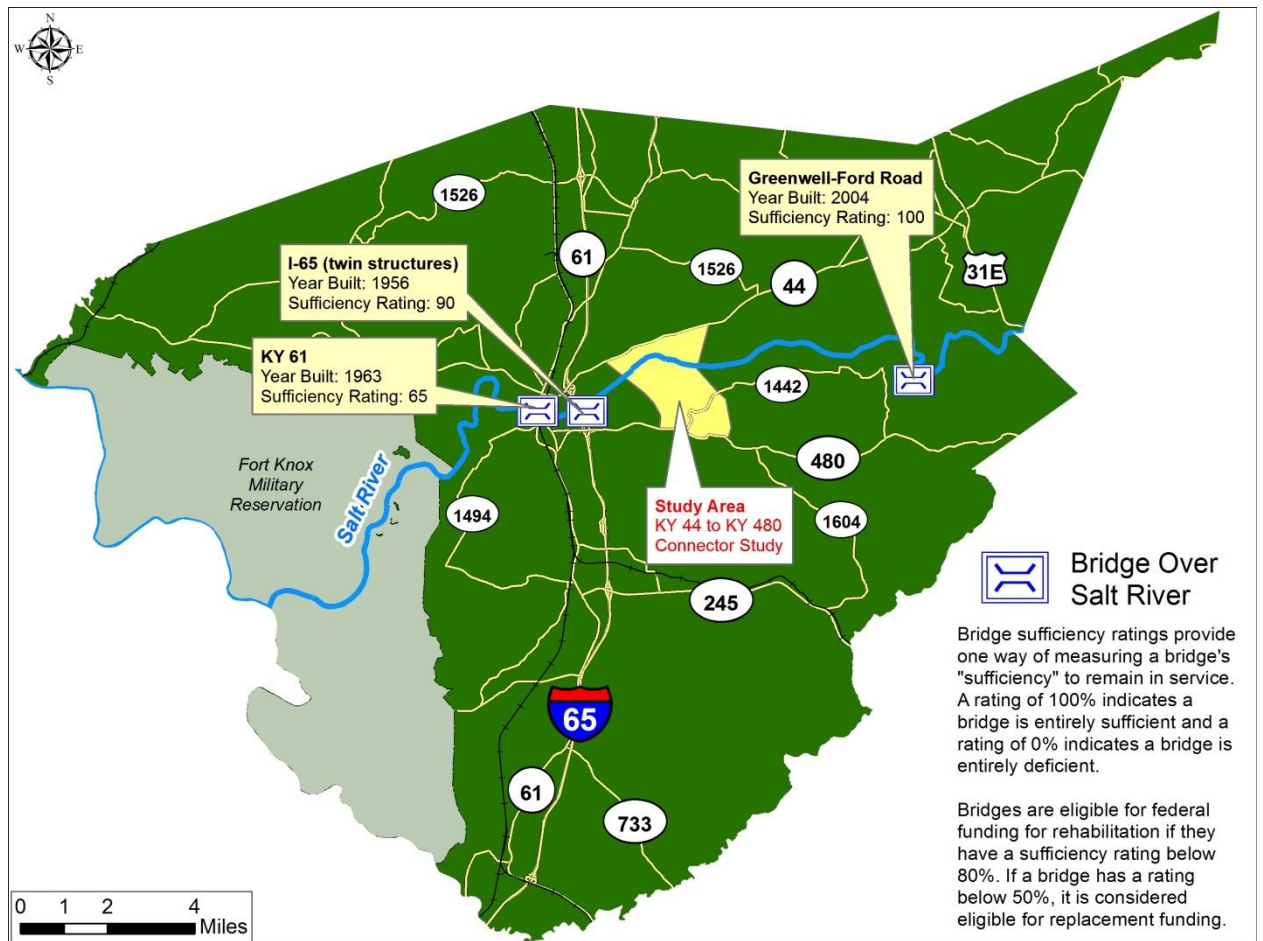 N
W
E
S
1526
61
1526
44
31E
Greenwell-Ford Road
Year Built: 2004
Sufficiency Rating: 100
I-65 (twin structures)
Year Built: 1956
Sufficiency Rating: 90
KY 61
Year Built: 1963
Sufficiency Rating: 65
1442
480
Fort Knox
Military
Reservation
Salt River
1494
1604
Study Area
KY 44 to KY 480
Connector Study
245
65
61
733
Bridge Over
Salt River
Bridge sufficiency ratings provide
one way of measuring a bridge's
"sufficiency" to remain in service.
A rating of 100% indicates a
bridge is entirely sufficient and a
rating of 0% indicates a bridge is
entirely deficient.
Bridges are eligible for federal
funding for rehabilitation if they
have a sufficiency rating below
80%. If a bridge has a rating
below 50%, it is considered
eligible for replacement funding.
0 1 2 4
Miles